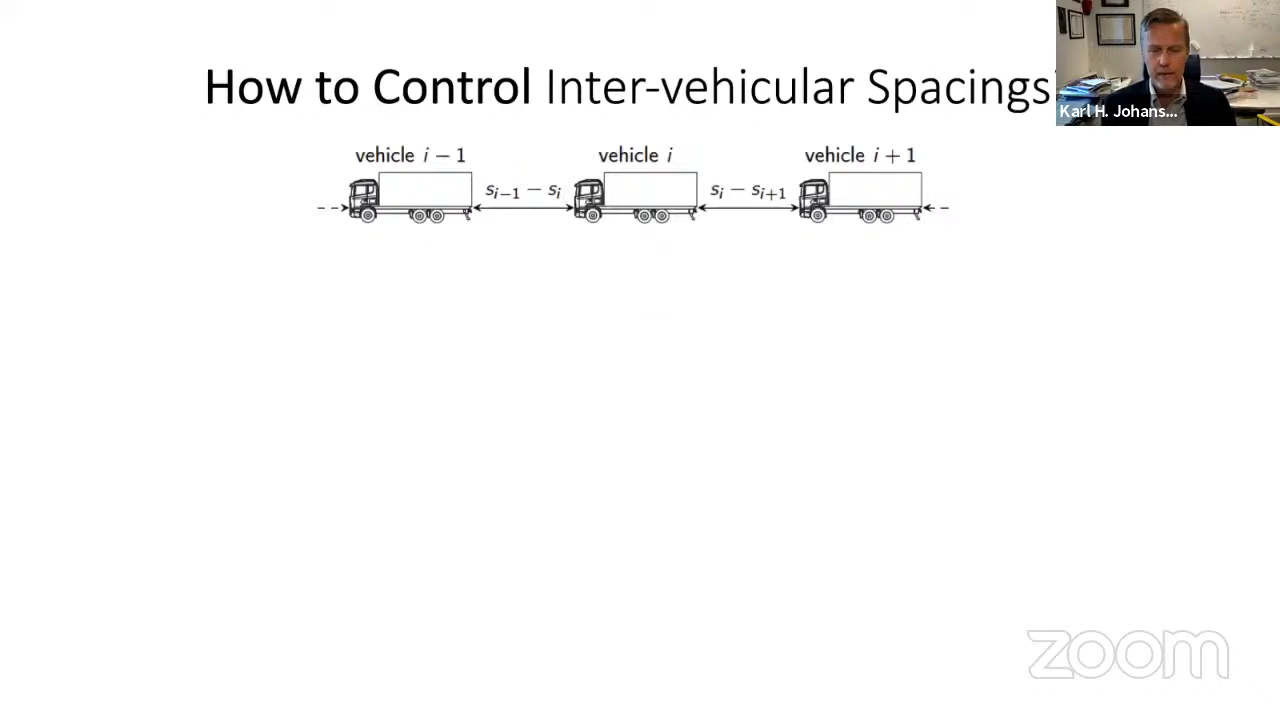 How to Control Inter-vehicular Spacings
Karl H. Johans...
vehicle i − 1
vehicle i
vehicle i + 1
s_{i−1} − s_i
s_i − s_{i+1}
zoom